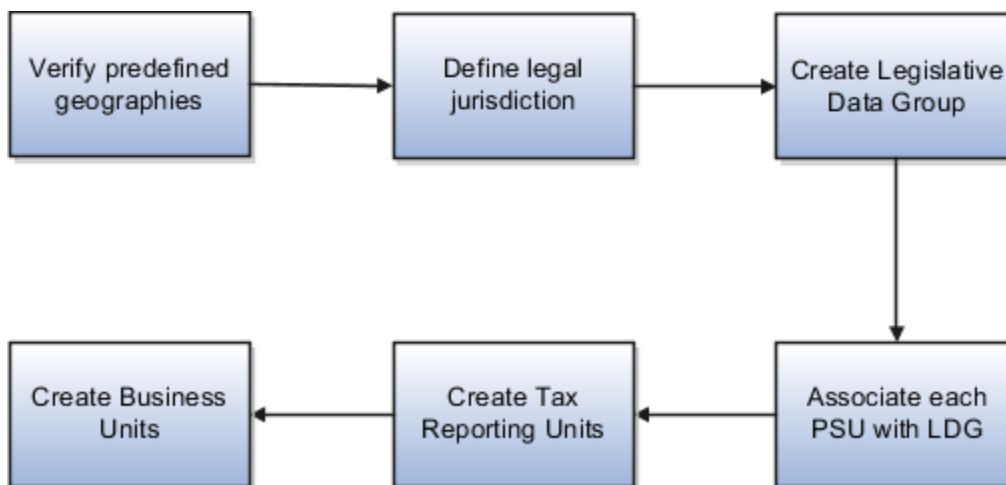 Verify predefined
geographies
Define legal
jurisdiction
Create Legislative
Data Group
Associate each
PSU with LDG
Create Tax
Reporting Units
Create Business
Units